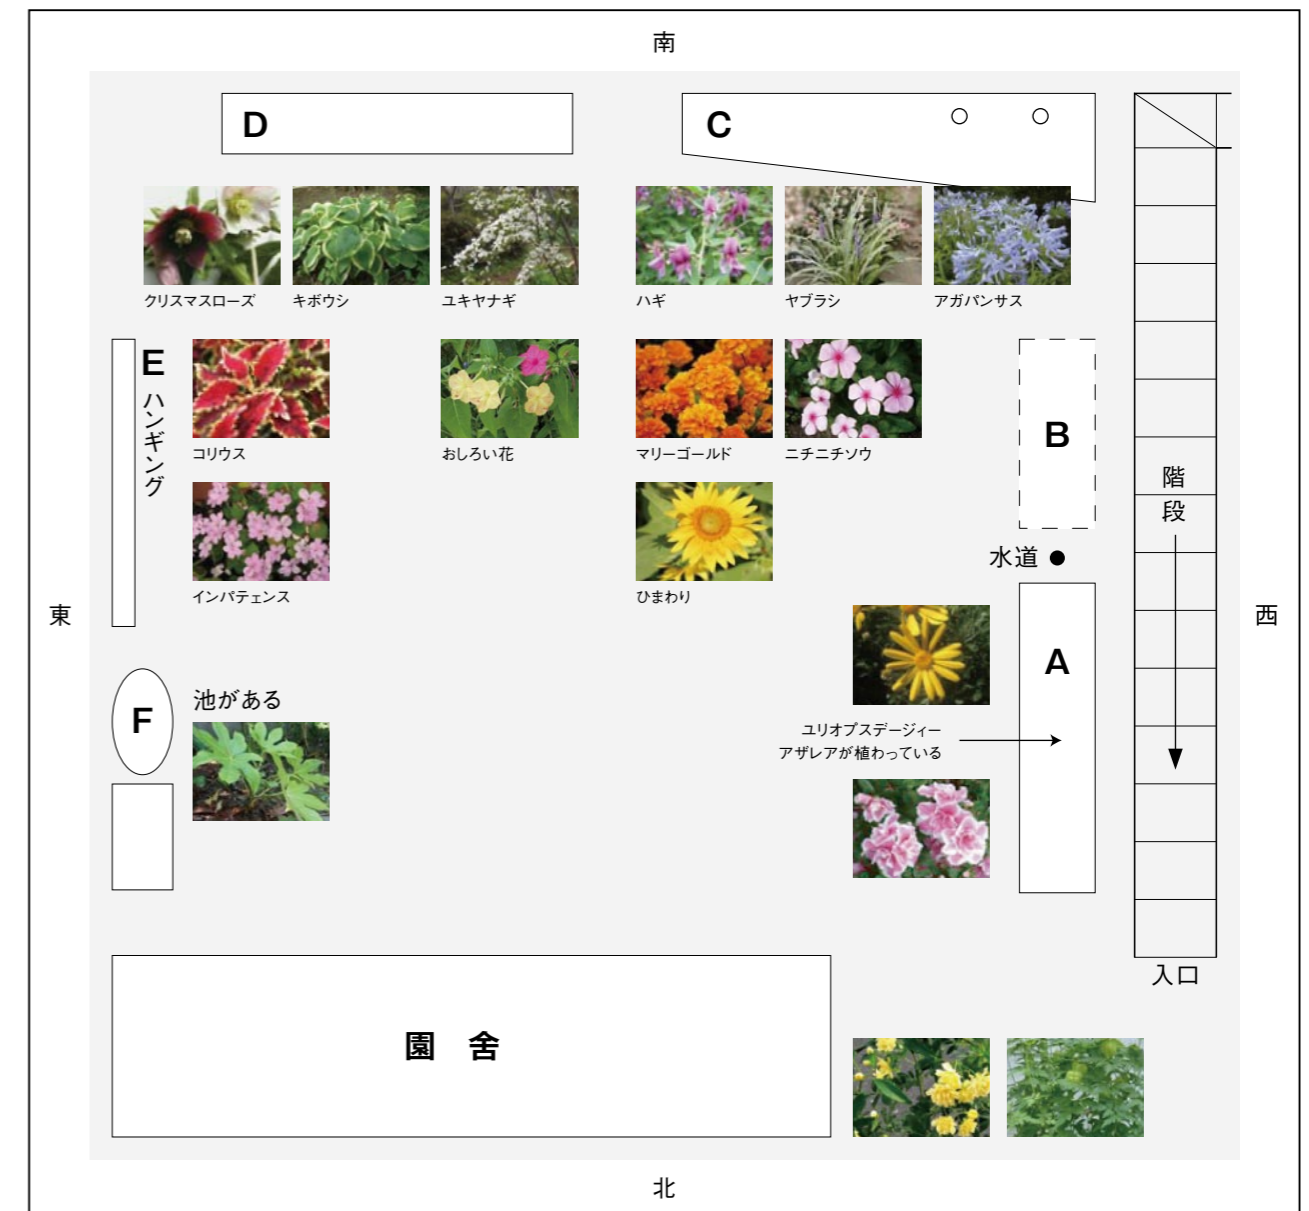 南
D
C
クリスマスローズ
キボウシ
ユキヤナギ
ハギ
ヤブラシ
アガパンサス
E
ハンギング
コリウス
おしろい花
マリーゴールド
ニチニチソウ
B
階段
インパテェンス
ひまわり
水道
東
西
A
F
池がある
ユリオプスデージィー
アザレアが植わっている
入口
園 舎
北